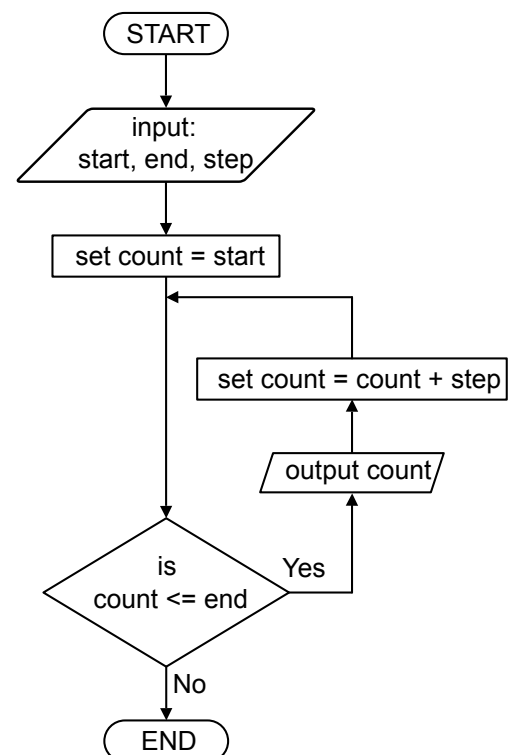 START
input:
start, end, step
set count = start
set count = count + step
output count
is
count <= end
Yes
No
END